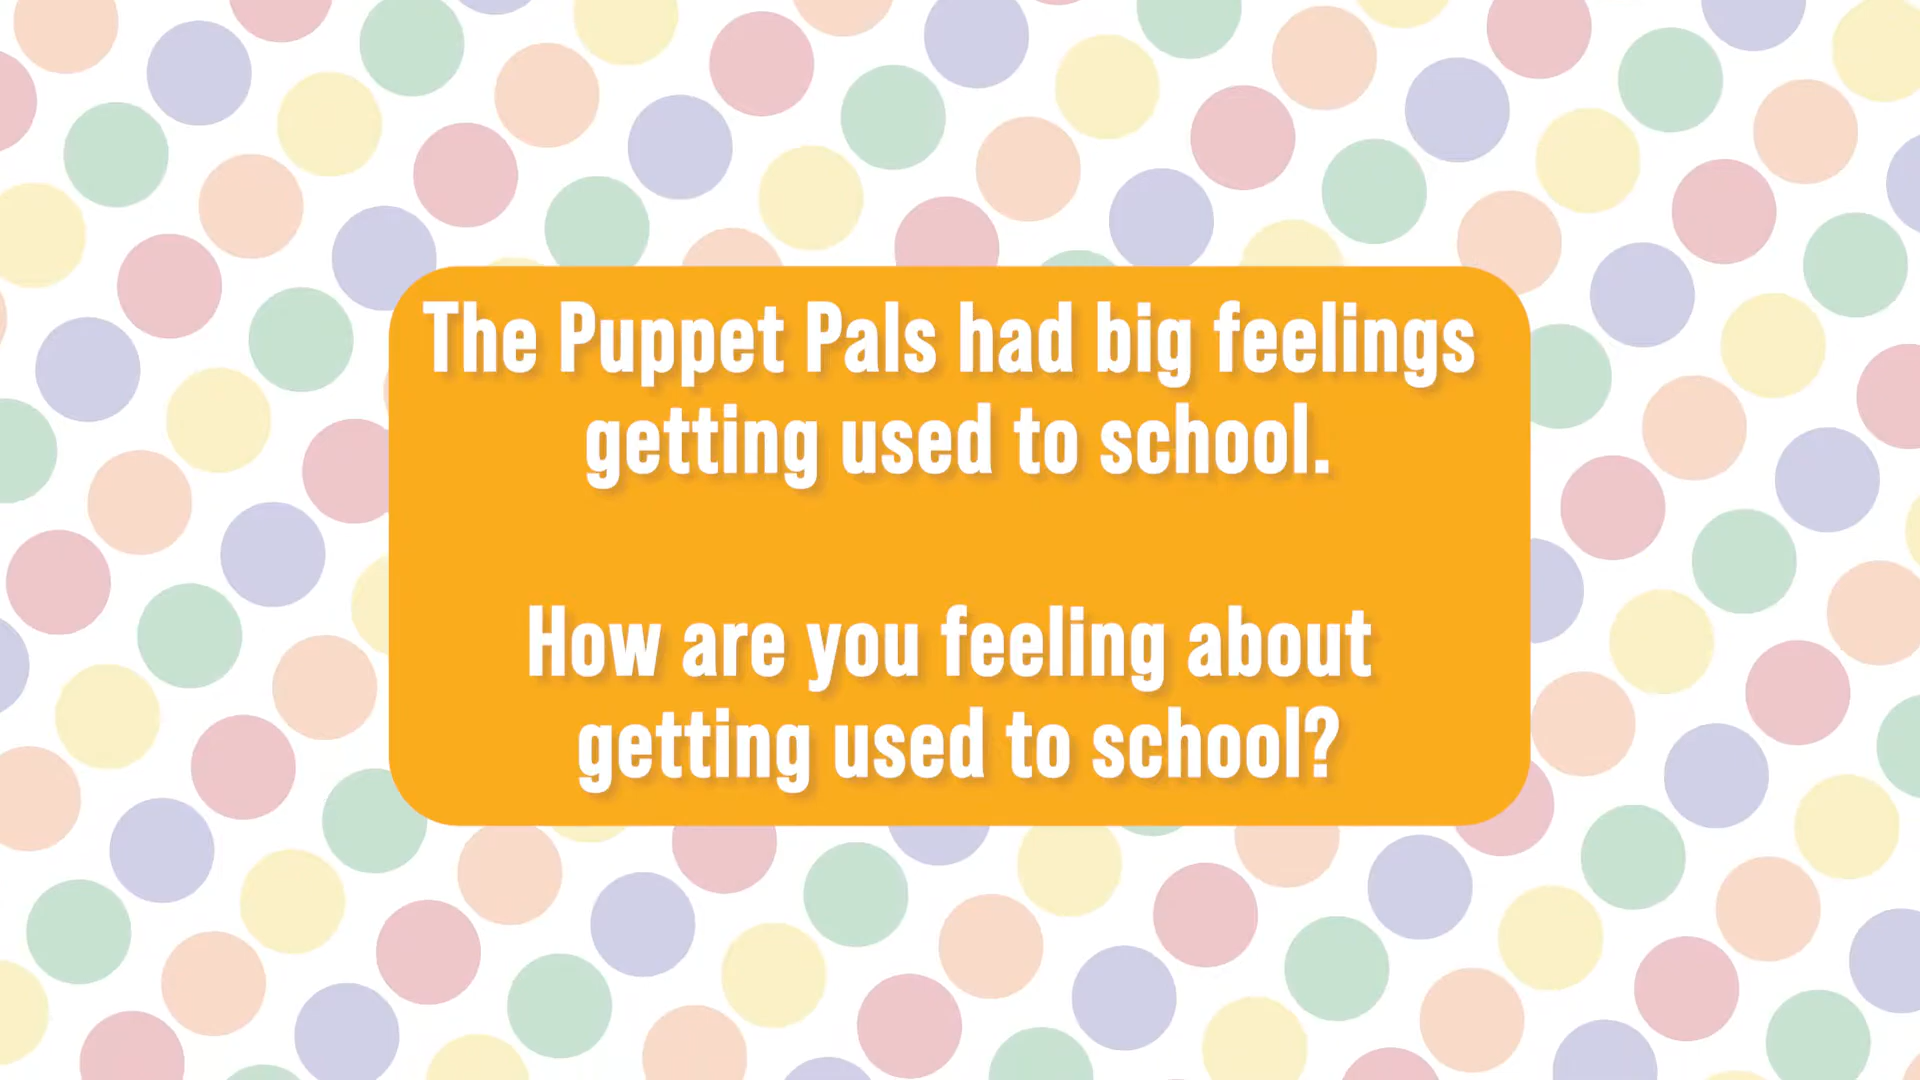 The Puppet Pals had big feelings
getting used to school.
How are you feeling about
getting used to school?